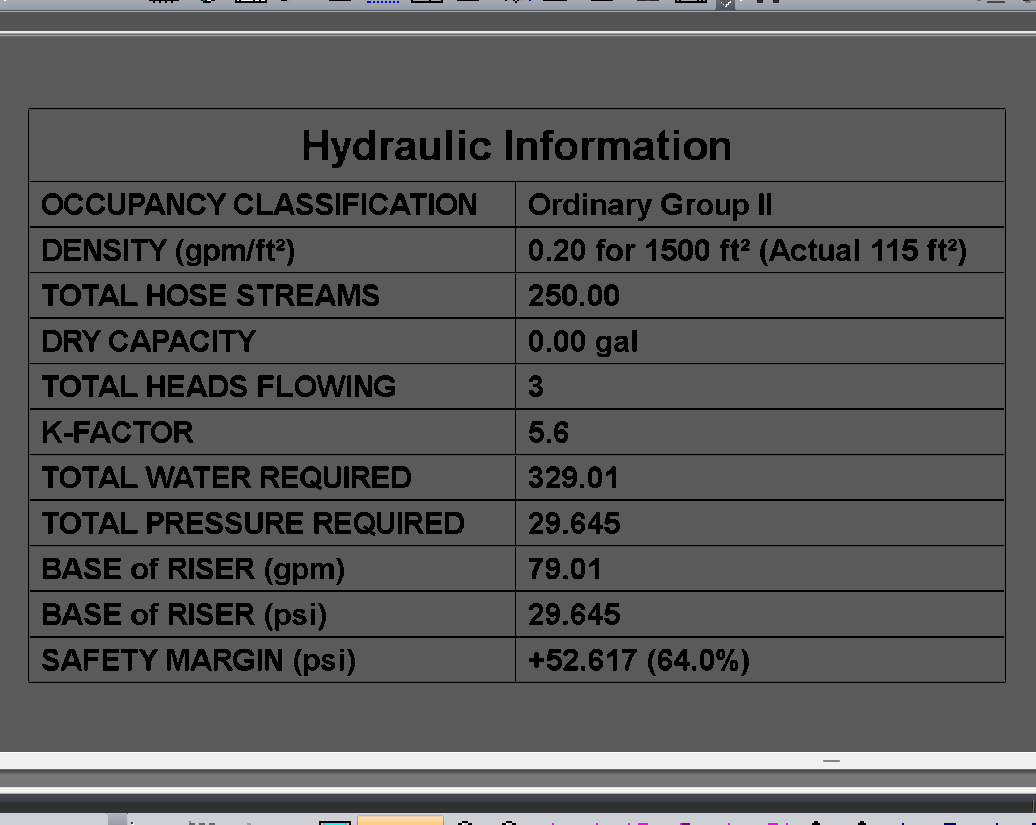 Hydraulic Information
OCCUPANCY CLASSIFICATION Ordinary Group II
DENSITY (gpm/ft²) 0.20 for 1500 ft² (Actual 115 ft²)
TOTAL HOSE STREAMS 250.00
DRY CAPACITY 0.00 gal
TOTAL HEADS FLOWING 3
K-FACTOR 5.6
TOTAL WATER REQUIRED 329.01
TOTAL PRESSURE REQUIRED 29.645
BASE of RISER (gpm) 79.01
BASE of RISER (psi) 29.645
SAFETY MARGIN (psi) +52.617 (64.0%)